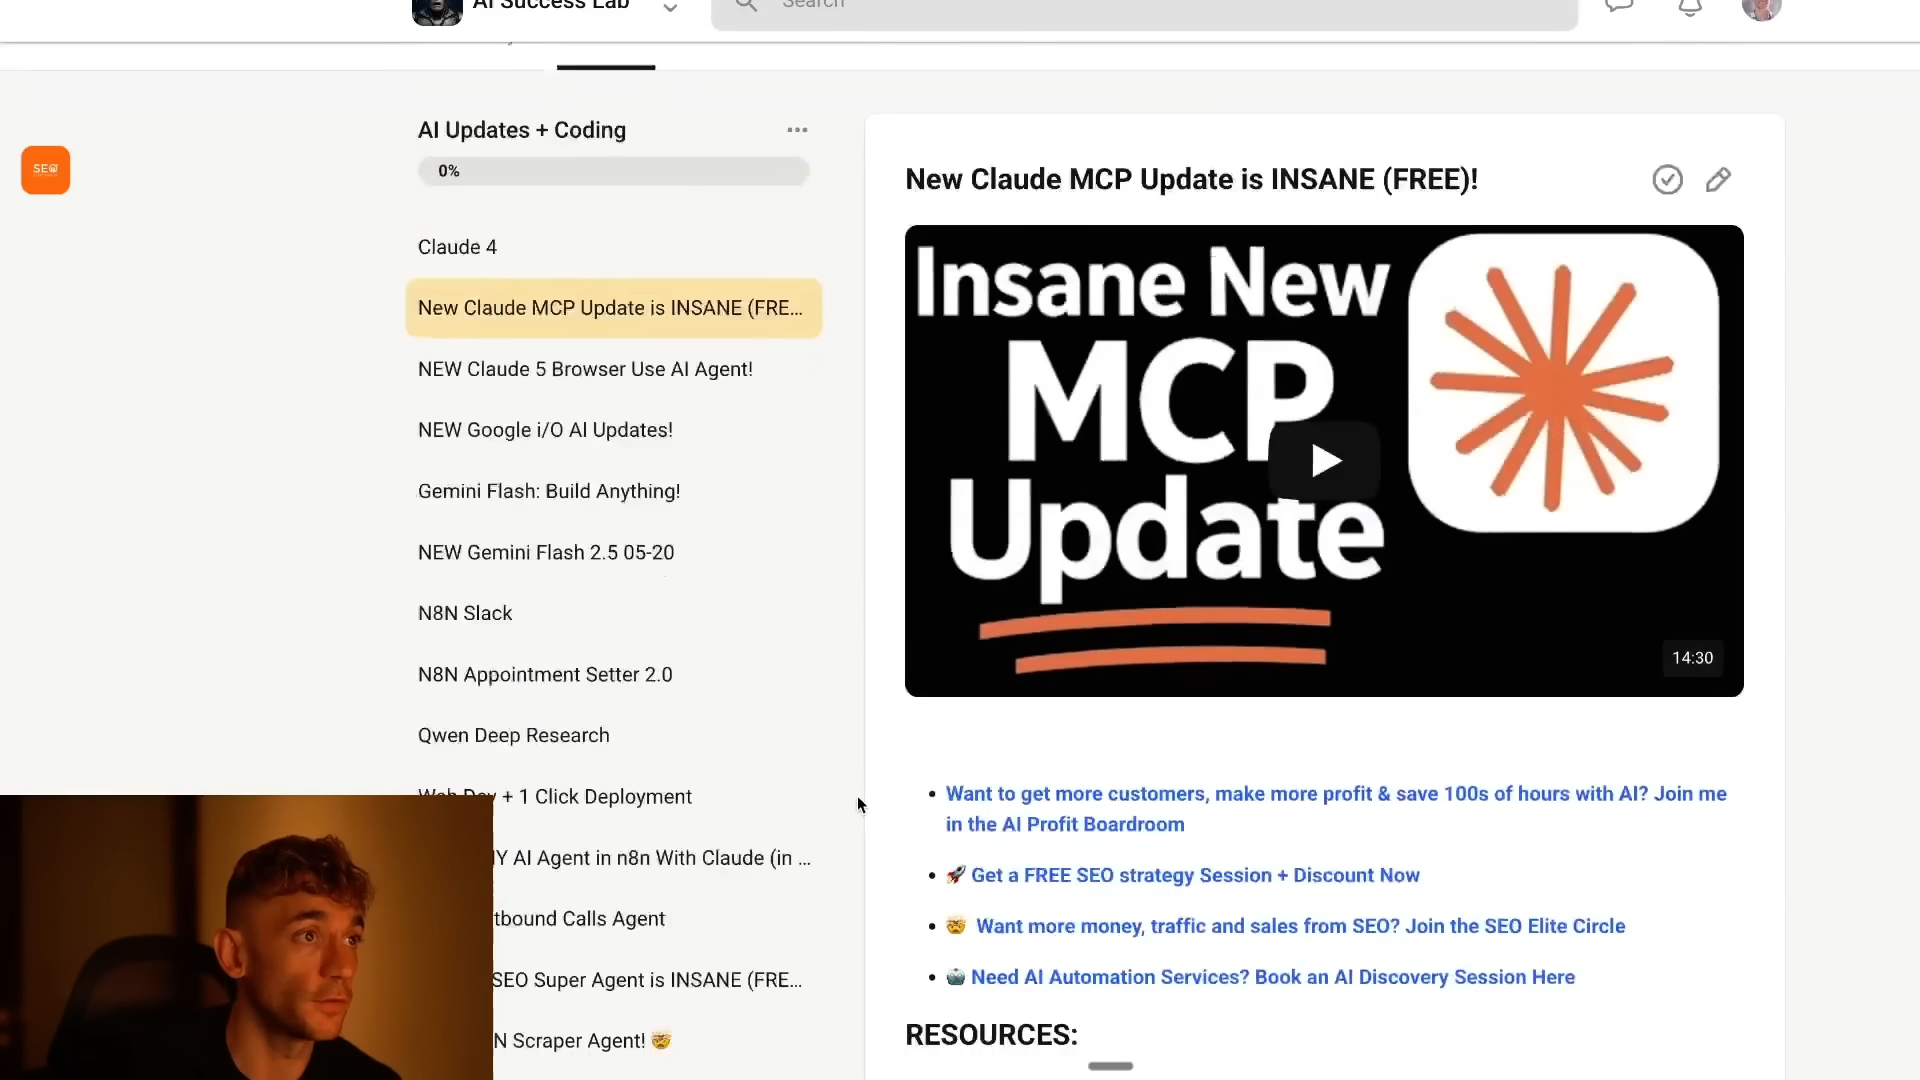 AI Success Lab
Search
AI Updates + Coding
0%
SEO
Claude 4
New Claude MCP Update is INSANE (FRE...
NEW Claude 5 Browser Use AI Agent!
NEW Google i/O AI Updates!
Gemini Flash: Build Anything!
NEW Gemini Flash 2.5 05-20
N8N Slack
N8N Appointment Setter 2.0
Qwen Deep Research
Web Dev + 1 Click Deployment
Y AI Agent in n8n With Claude (in ...
tbound Calls Agent
SEO Super Agent is INSANE (FRE...
N Scraper Agent! 🤯
New Claude MCP Update is INSANE (FREE)!
Insane New
MCP
Update
14:30
Want to get more customers, make more profit & save 100s of hours with AI? Join me
in the AI Profit Boardroom
🚀 Get a FREE SEO strategy Session + Discount Now
🤯 Want more money, traffic and sales from SEO? Join the SEO Elite Circle
🤖 Need AI Automation Services? Book an AI Discovery Session Here
RESOURCES: